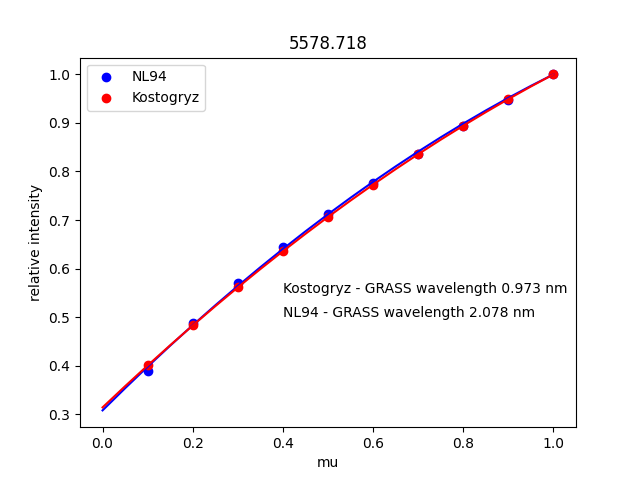 5578.718
NL94
Kostogryz
1.0
0.9
0.8
0.7
0.6
0.5
0.4
0.3
relative intensity
Kostogryz - GRASS wavelength 0.973 nm
NL94 - GRASS wavelength 2.078 nm
0.0 0.2 0.4 0.6 0.8 1.0
mu